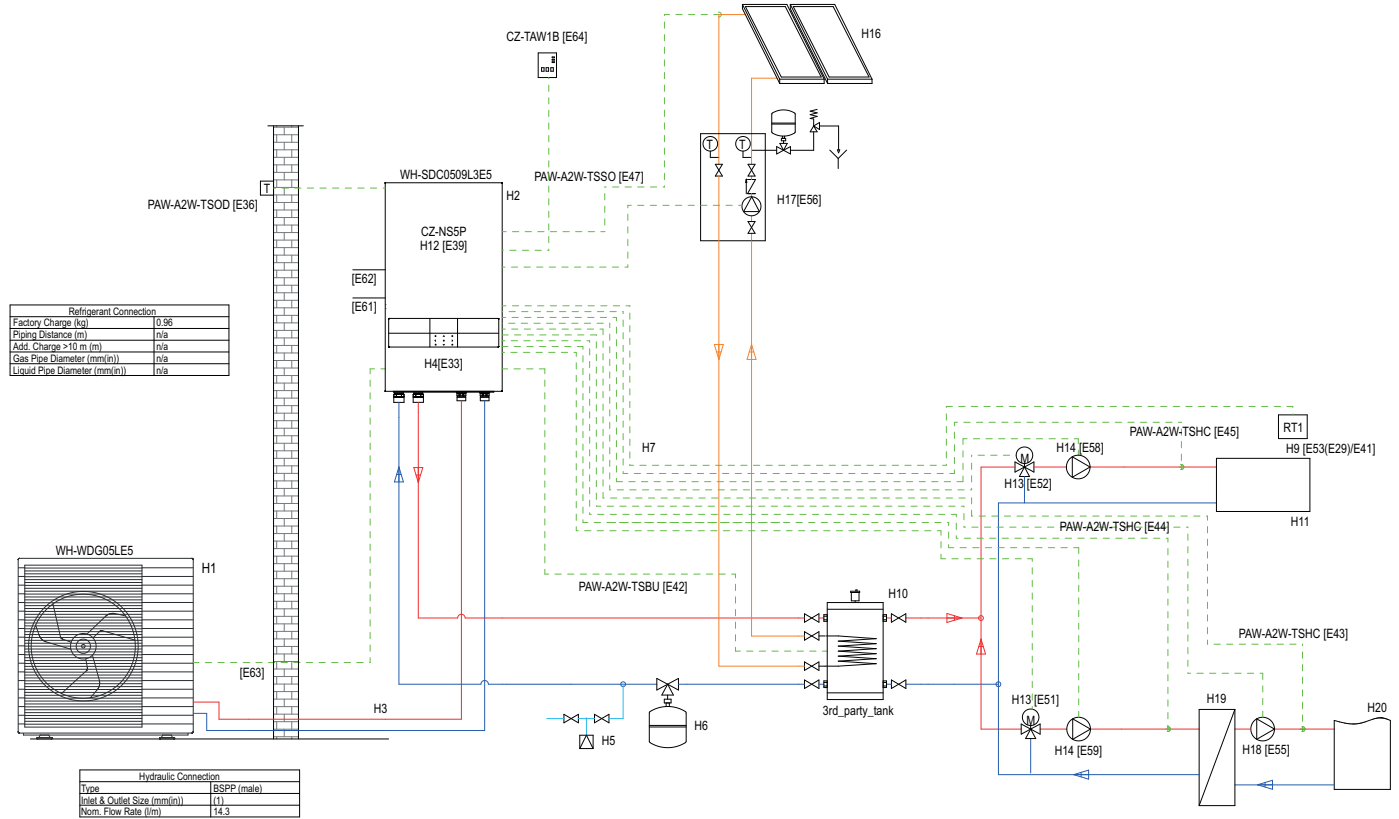 H16
CZ-TAW1B [E64]
T
T
WH-SDC0509L3E5
PAW-A2W-TSSO [E47]
H2
T
PAW-A2W-TSOD [E36]
H17[E56]
CZ-NS5P
H12 [E39]
[E62]
[E61]
Refrigerant Connection
Factory Charge (kg) 0.96
Piping Distance (m) n/a
Add. Charge >10 m (m) n/a
Gas Pipe Diameter (mm(in)) n/a
Liquid Pipe Diameter (mm(in)) n/a
H4[E33]
RT1
PAW-A2W-TSHC [E45]
H7
H14 [E58]
H9 [E53(E29)/E41]
M
H13 [E52]
H11
PAW-A2W-TSHC [E44]
WH-WDG05LE5
H1
PAW-A2W-TSBU [E42]
H10
PAW-A2W-TSHC [E43]
[E63]
H3
3rd_party_tank
H13 [E51]
M
H19
H20
H6
H5
H14 [E59]
H18 [E55]
Hydraulic Connection
Type BSPP (male)
Inlet & Outlet Size (mm(in)) (1)
Nom. Flow Rate (l/m) 14.3